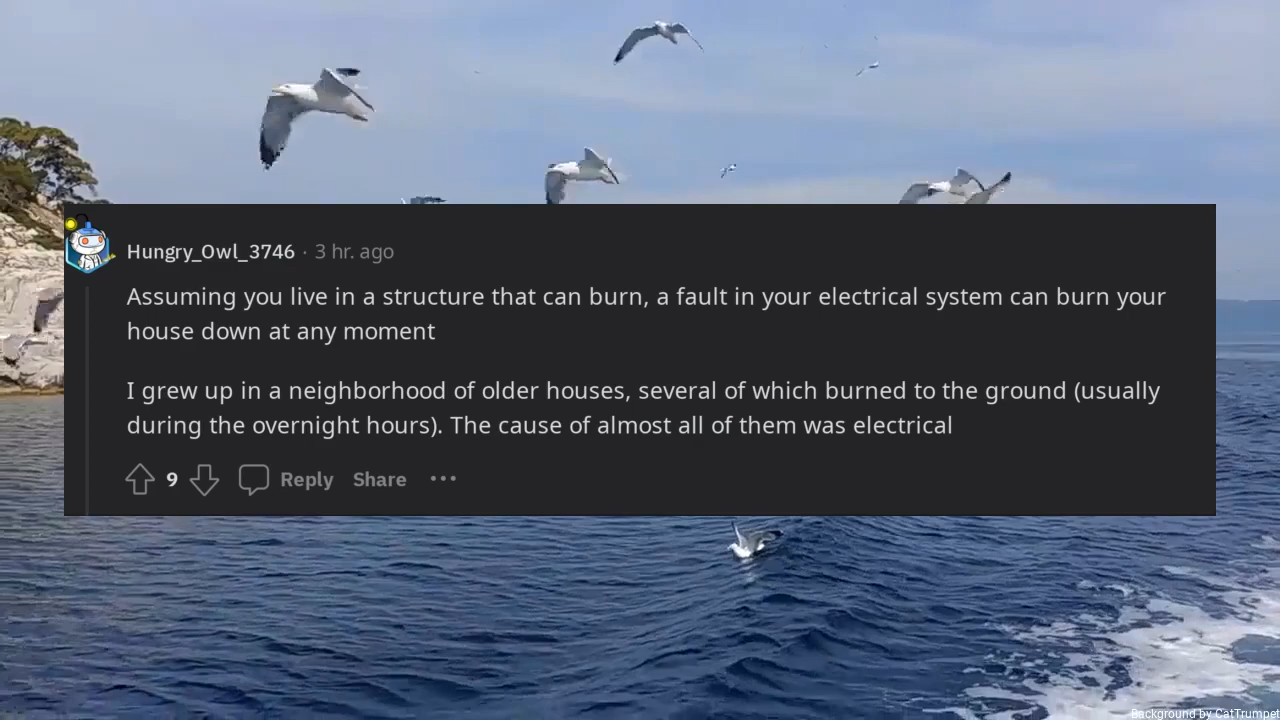 Hungry_Owl_3746 · 3 hr. ago
Assuming you live in a structure that can burn, a fault in your electrical system can burn your
house down at any moment
I grew up in a neighborhood of older houses, several of which burned to the ground (usually
during the overnight hours). The cause of almost all of them was electrical
9 Reply Share ···
Background by CatTrumpet